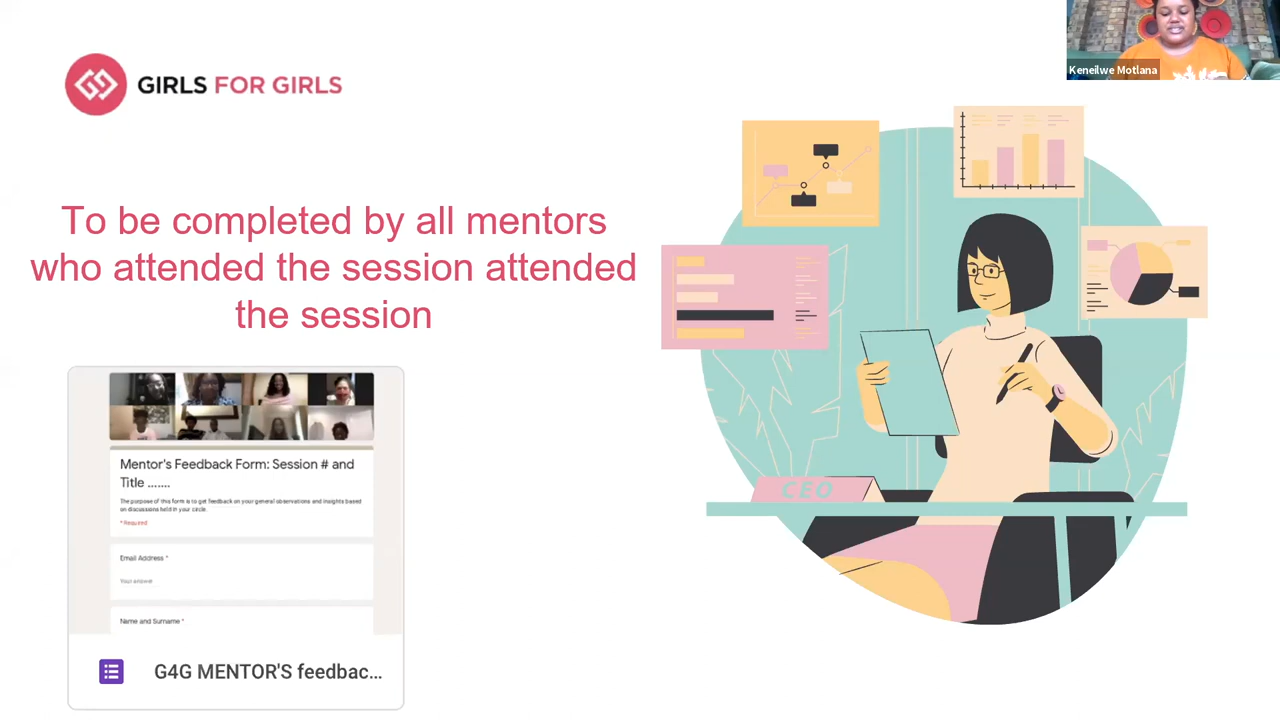 GIRLS FOR GIRLS
Keneilwe Motlana
To be completed by all mentors
who attended the session attended
the session
Mentor's Feedback Form: Session # and
Title .......
The purpose of this form is to get feedback on your general observations and insights based
on discussions held in your circle.
* Required
Email Address *
Your answer
Name and Surname *
G4G MENTOR'S feedbac...
CEO